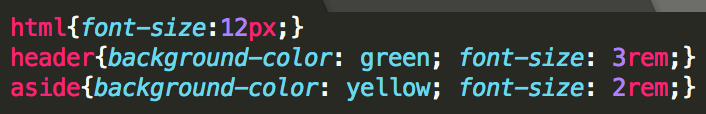 html{font-size:12px;}
header{background-color: green; font-size: 3rem;}
aside{background-color: yellow; font-size: 2rem;}